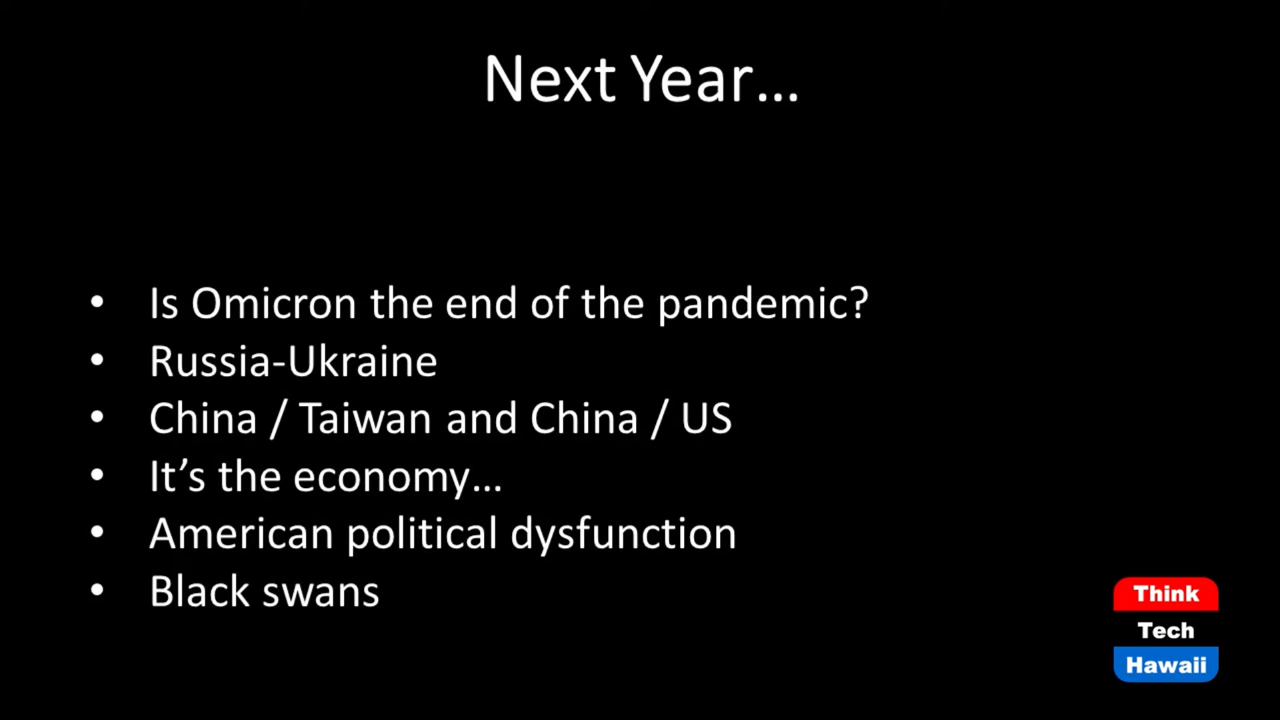 Next Year…
• Is Omicron the end of the pandemic?
• Russia-Ukraine
• China / Taiwan and China / US
• It’s the economy…
• American political dysfunction
• Black swans
Think
Tech
Hawaii